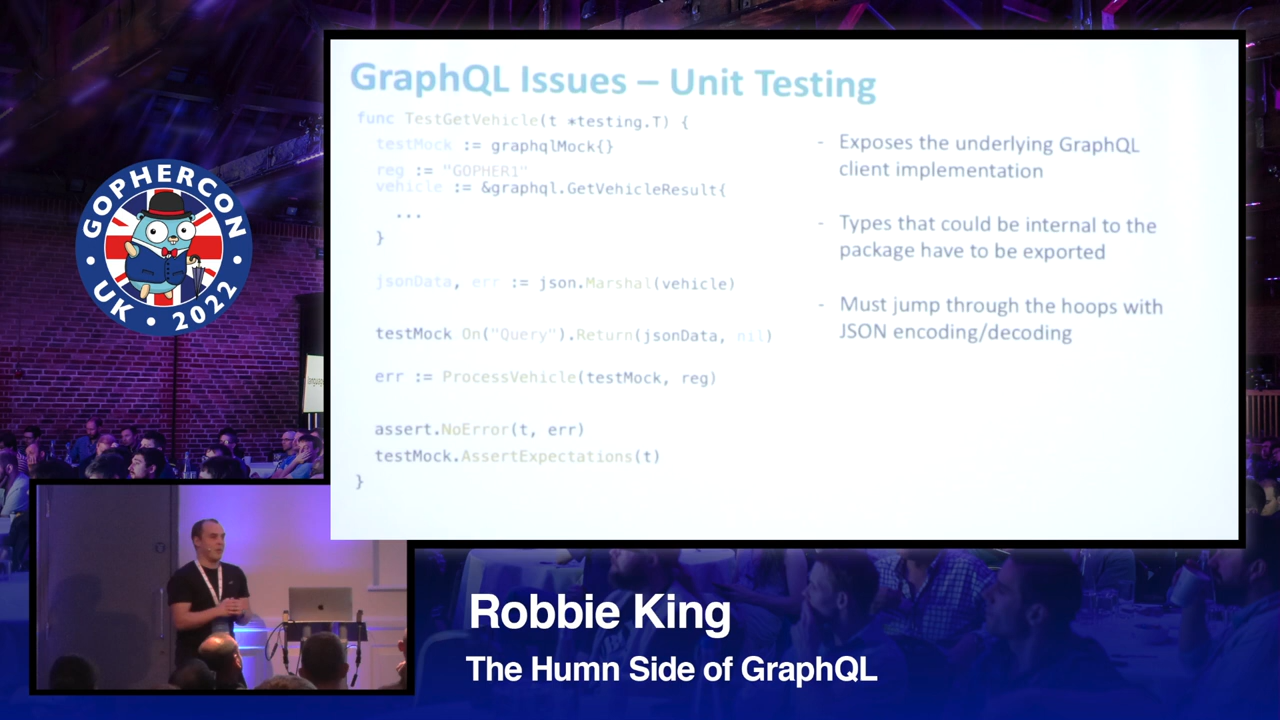 GOPHERCON
UK • 2022
GraphQL Issues – Unit Testing
func TestGetVehicle(t *testing.T) {
testMock := graphqlMock{}
reg := "GOPHER1"
vehicle := &graphql.GetVehicleResult{
...
}
jsonData, err := json.Marshal(vehicle)
testMock On("Query").Return(jsonData, nil)
err := ProcessVehicle(testMock, reg)
assert.NoError(t, err)
testMock.AssertExpectations(t)
}
- Exposes the underlying GraphQL
client implementation
- Types that could be internal to the
package have to be exported
- Must jump through the hoops with
JSON encoding/decoding
Robbie King
The Humn Side of GraphQL